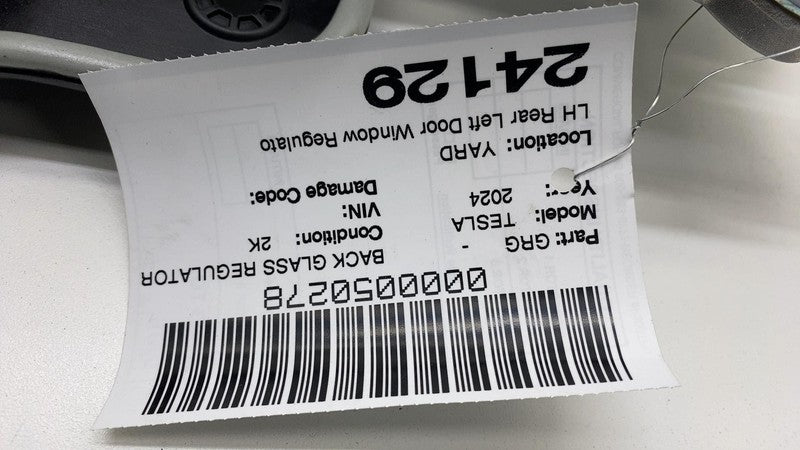 0000050278
BACK GLASS REGULATOR
Part: GRG -
Model: TESLA
Year: 2024
Condition: 2K
VIN:
Damage Code:
Location: YARD
LH Rear Left Door Window Regulato
24129